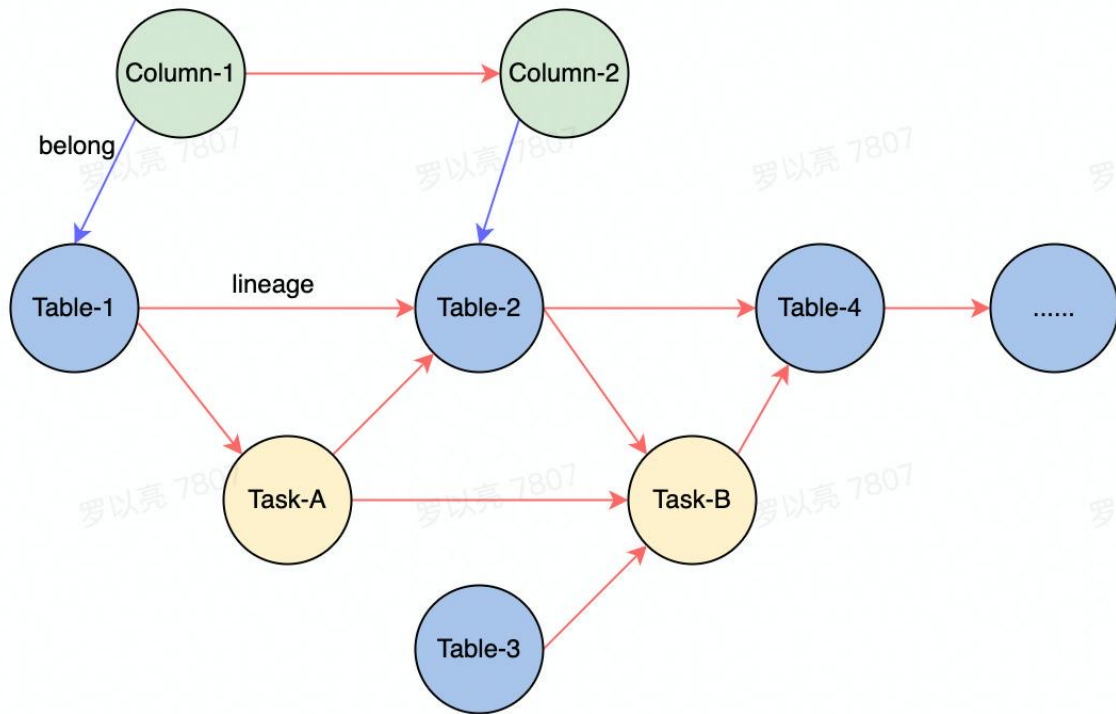 Column-1
Column-2
belong
罗以亮 7807
罗以亮 7807
罗以亮 7807
lineage
Table-1
Table-2
Table-4
......
罗以亮 7807
罗以亮 7807
罗以亮 7807
Task-A
Task-B
Table-3